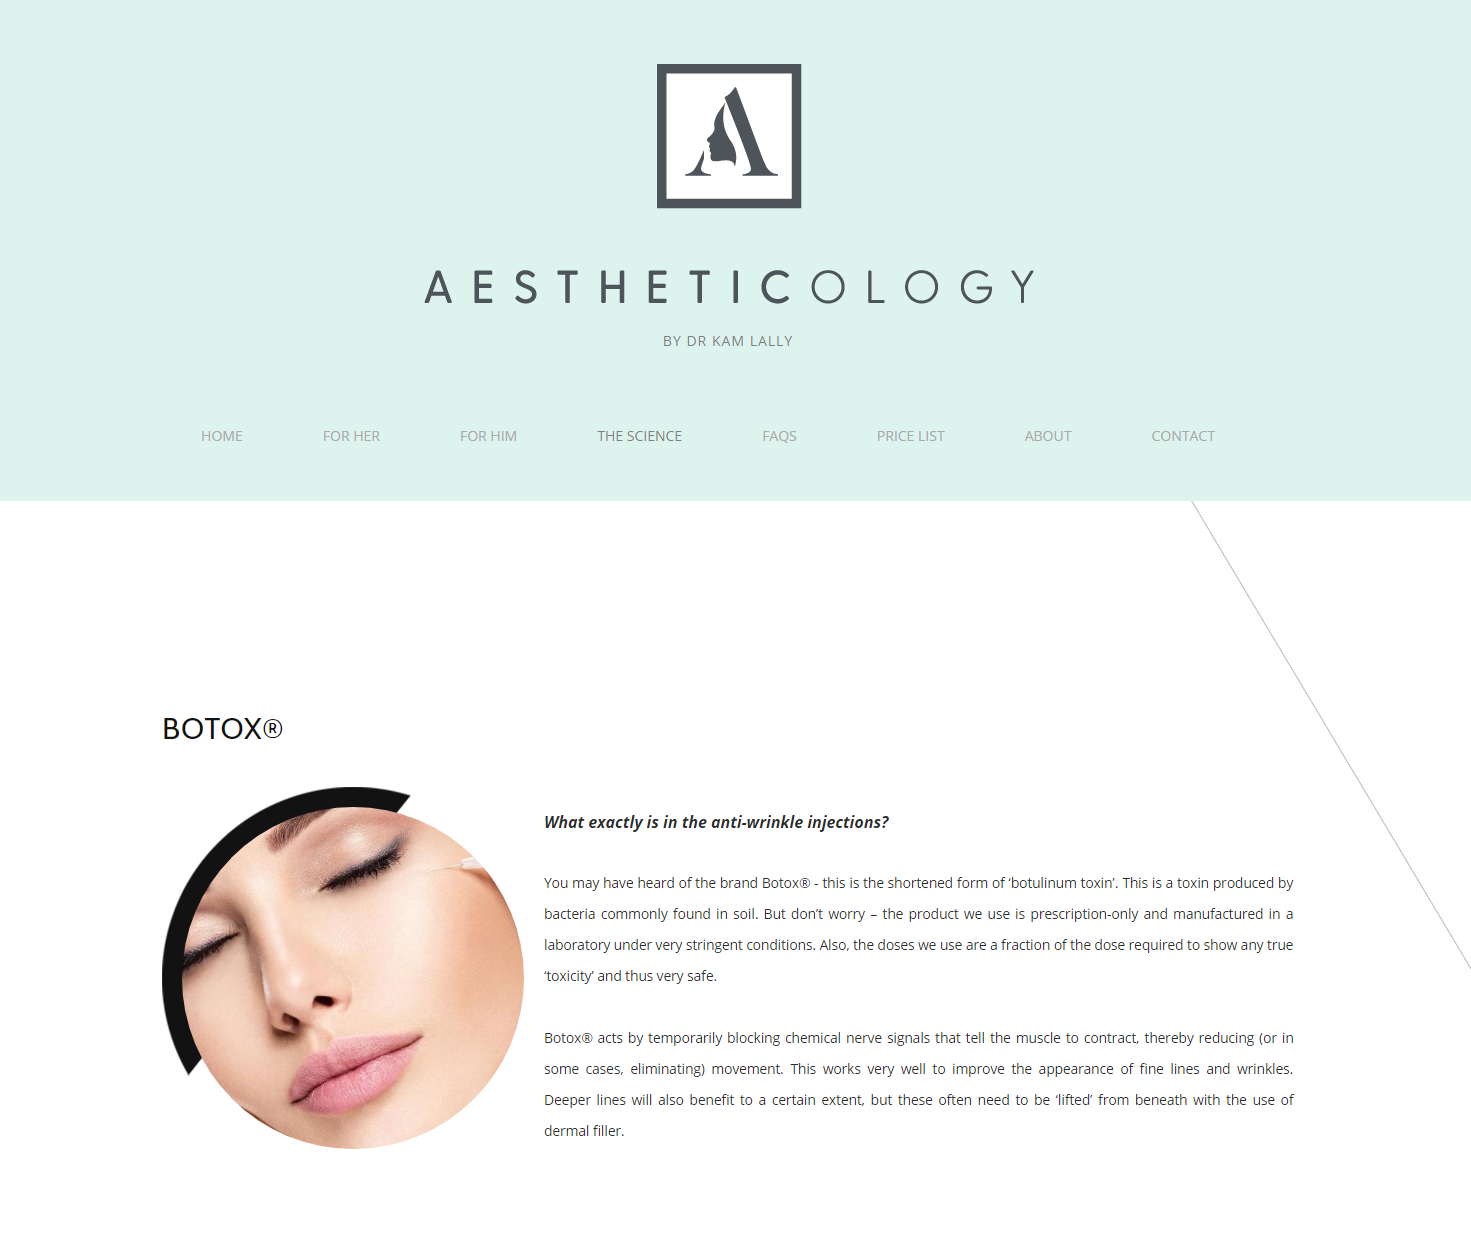 A
AESTHETICOLOGY
BY DR KAM LALLY
HOME FOR HER FOR HIM THE SCIENCE FAQS PRICE LIST ABOUT CONTACT
BOTOX®
What exactly is in the anti-wrinkle injections?
You may have heard of the brand Botox® - this is the shortened form of ‘botulinum toxin’. This is a toxin produced by
bacteria commonly found in soil. But don’t worry – the product we use is prescription-only and manufactured in a
laboratory under very stringent conditions. Also, the doses we use are a fraction of the dose required to show any true
‘toxicity’ and thus very safe.
Botox® acts by temporarily blocking chemical nerve signals that tell the muscle to contract, thereby reducing (or in
some cases, eliminating) movement. This works very well to improve the appearance of fine lines and wrinkles.
Deeper lines will also benefit to a certain extent, but these often need to be ‘lifted’ from beneath with the use of
dermal filler.